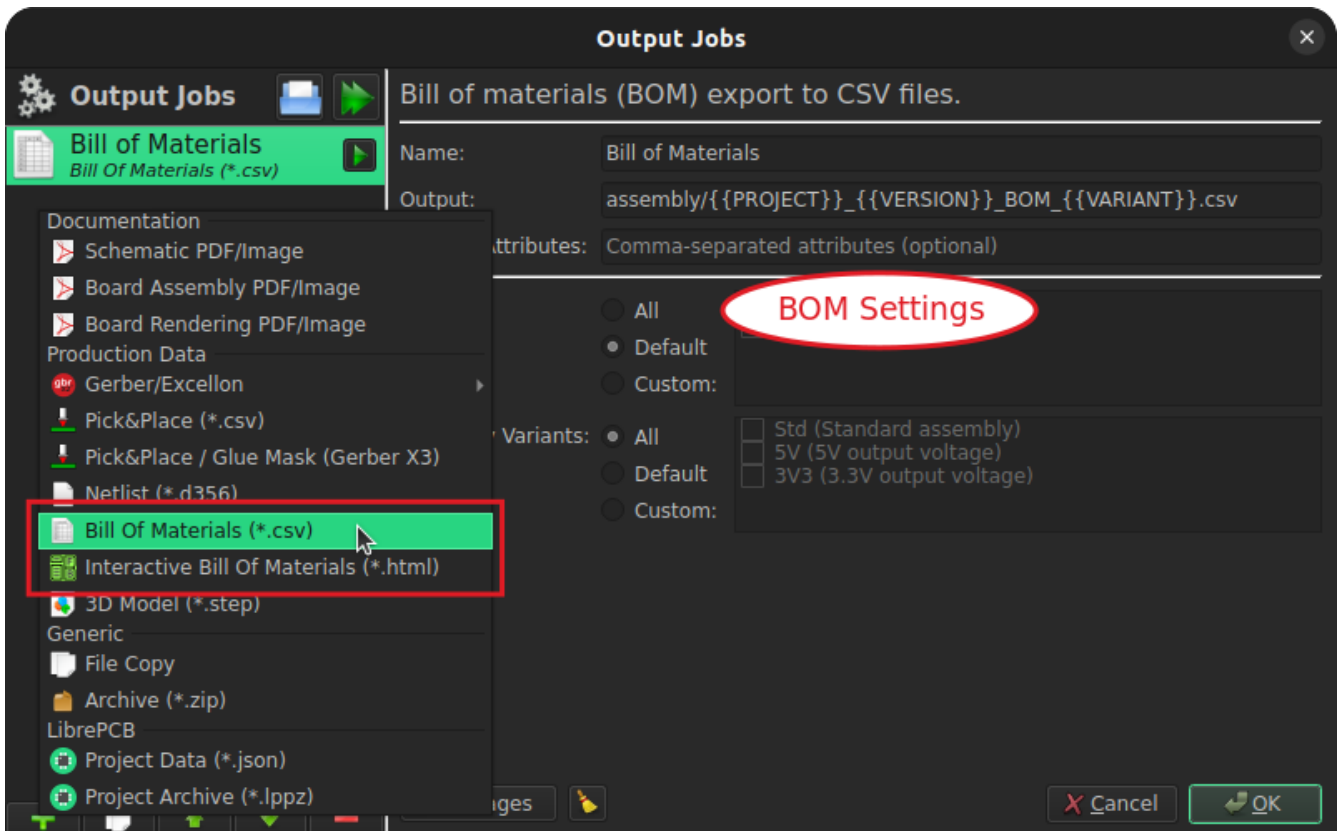 Output Jobs
Output Jobs
Bill of Materials
Bill Of Materials (*.csv)
Documentation
Schematic PDF/Image
Board Assembly PDF/Image
Board Rendering PDF/Image
Production Data
gbr
Gerber/Excellon
Pick&Place (*.csv)
Pick&Place / Glue Mask (Gerber X3)
Netlist (*.d356)
Bill Of Materials (*.csv)
Interactive Bill Of Materials (*.html)
3D Model (*.step)
Generic
File Copy
Archive (*.zip)
LibrePCB
Project Data (*.json)
Project Archive (*.lppz)
Bill of materials (BOM) export to CSV files.
Name: Bill of Materials
Output: assembly/{{PROJECT}}_{{VERSION}}_BOM_{{VARIANT}}.csv
Attributes: Comma-separated attributes (optional)
BOM Settings
All
Default
Custom:
Variants:
All
Default
Custom:
Std (Standard assembly)
5V (5V output voltage)
3V3 (3.3V output voltage)
Cancel
OK